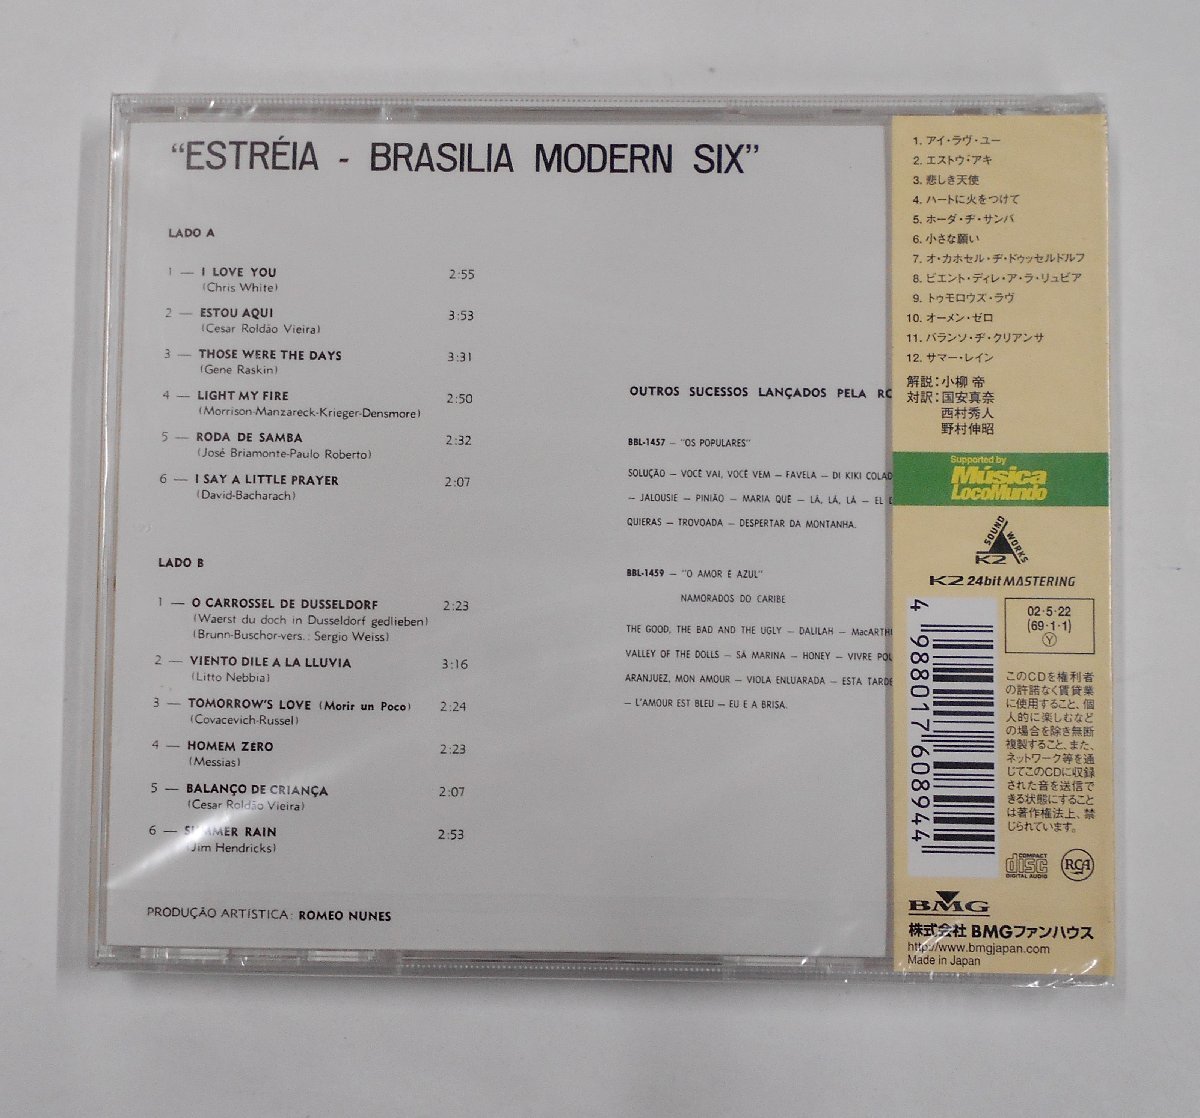 “ESTRÉIA - BRASILIA MODERN SIX”
LADO A
1 — I LOVE YOU 2:55
(Chris White)
2 — ESTOU AQUI 3:53
(Cesar Roldão Vieira)
3 — THOSE WERE THE DAYS 3:31
(Gene Raskin)
4 — LIGHT MY FIRE 2:50
(Morrison-Manzareck-Krieger-Densmore)
5 — RODA DE SAMBA 2:32
(José Briamonte-Paulo Roberto)
6 — I SAY A LITTLE PRAYER 2:07
(David-Bacharach)
LADO B
1 — O CARROSSEL DE DUSSELDORF 2:23
(Waerst du doch in Dusseldorf gedlieben)
(Brunn-Buschor-vers.: Sergio Weiss)
2 — VIENTO DILE A LA LLUVIA 3:16
(Litto Nebbia)
3 — TOMORROW'S LOVE (Morir un Poco) 2:24
(Covacevich-Russel)
4 — HOMEM ZERO 2:23
(Messias)
5 — BALANÇO DE CRIANÇA 2:07
(Cesar Roldão Vieira)
6 — SUMMER RAIN 2:53
(Jim Hendricks)
PRODUÇÃO ARTÍSTICA: ROMEO NUNES
OUTROS SUCESSOS LANÇADOS PELA
BBL-1457 — "OS POPULARES"
SOLUÇÃO — VOCÊ VAI, VOCÊ VEM — FAVELA — DI KIKI
— JALOUSIE — PINIÃO — MARIA QUÊ — LÁ, LÁ, LÁ — EL
QUIERAS — TROVOADA — DESPERTAR DA MONTANHA.
BBL-1459 — "O AMOR É AZUL"
NAMORADOS DO CARIBE
THE GOOD, THE BAD AND THE UGLY — DALILAH —
VALLEY OF THE DOLLS — SÁ MARINA — HONEY — VIVRE
ARANJUEZ, MON AMOUR — VIOLA ENLUARADA — ESTA
— L'AMOUR EST BLEU — EU E A BRISA.
1. アイ・ラヴ・ユー
2. エストウ・アキ
3. 悲しき天使
4. ハートに火をつけて
5. ホーダ・ヂ・サンバ
6. 小さな願い
7. オ・カホセル・ヂ・ドゥッセルドルフ
8. ビエント・ディレ・ア・ラ・リュビア
9. トゥモロウズ・ラヴ
10. オーメン・ゼロ
11. バランソ・ヂ・クリアンサ
12. サマー・レイン
解説：小柳 帝
対訳：国安真奈
西村秀人
野村伸昭
Supported by
Música
LocoMundo
SOUND WORKS
K2
K2 24bit MASTERING
4 988017 608944
02・5・22
(69・1・1)
Y
このCDを権利者
の許諾なく賃貸業
に使用すること、個
人的に楽しむなど
の場合を除き無断
複製すること、また、
ネットワーク等を通
じてこのCDに収録
された音を送信で
きる状態にすること
は著作権法上、禁
じられています。
COMPACT
disc
DIGITAL AUDIO
RCA
BMG
株式会社 BMGファンハウス
http://www.bmgjapan.com
Made in Japan